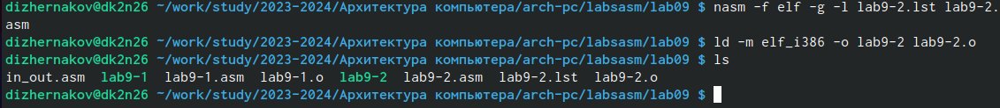 dizhernakov@dk2n26 ~/work/study/2023-2024/Архитектура компьютера/arch-pc/labsasm/lab09 $ nasm -f elf -g -l lab9-2.lst lab9-2.
asm
dizhernakov@dk2n26 ~/work/study/2023-2024/Архитектура компьютера/arch-pc/labsasm/lab09 $ ld -m elf_i386 -o lab9-2 lab9-2.o
dizhernakov@dk2n26 ~/work/study/2023-2024/Архитектура компьютера/arch-pc/labsasm/lab09 $ ls
in_out.asm  lab9-1  lab9-1.asm  lab9-1.o  lab9-2  lab9-2.asm  lab9-2.lst  lab9-2.o
dizhernakov@dk2n26 ~/work/study/2023-2024/Архитектура компьютера/arch-pc/labsasm/lab09 $